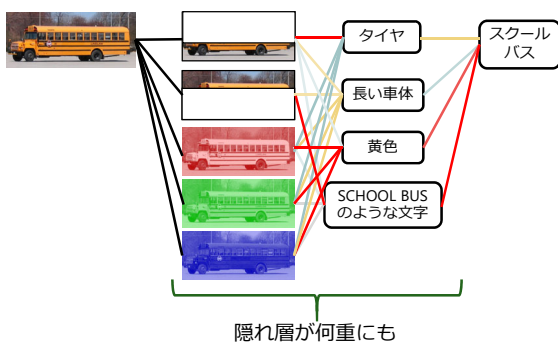 タイヤ
スクール
バス
長い車体
黄色
SCHOOL BUS
のような文字
隠れ層が何重にも